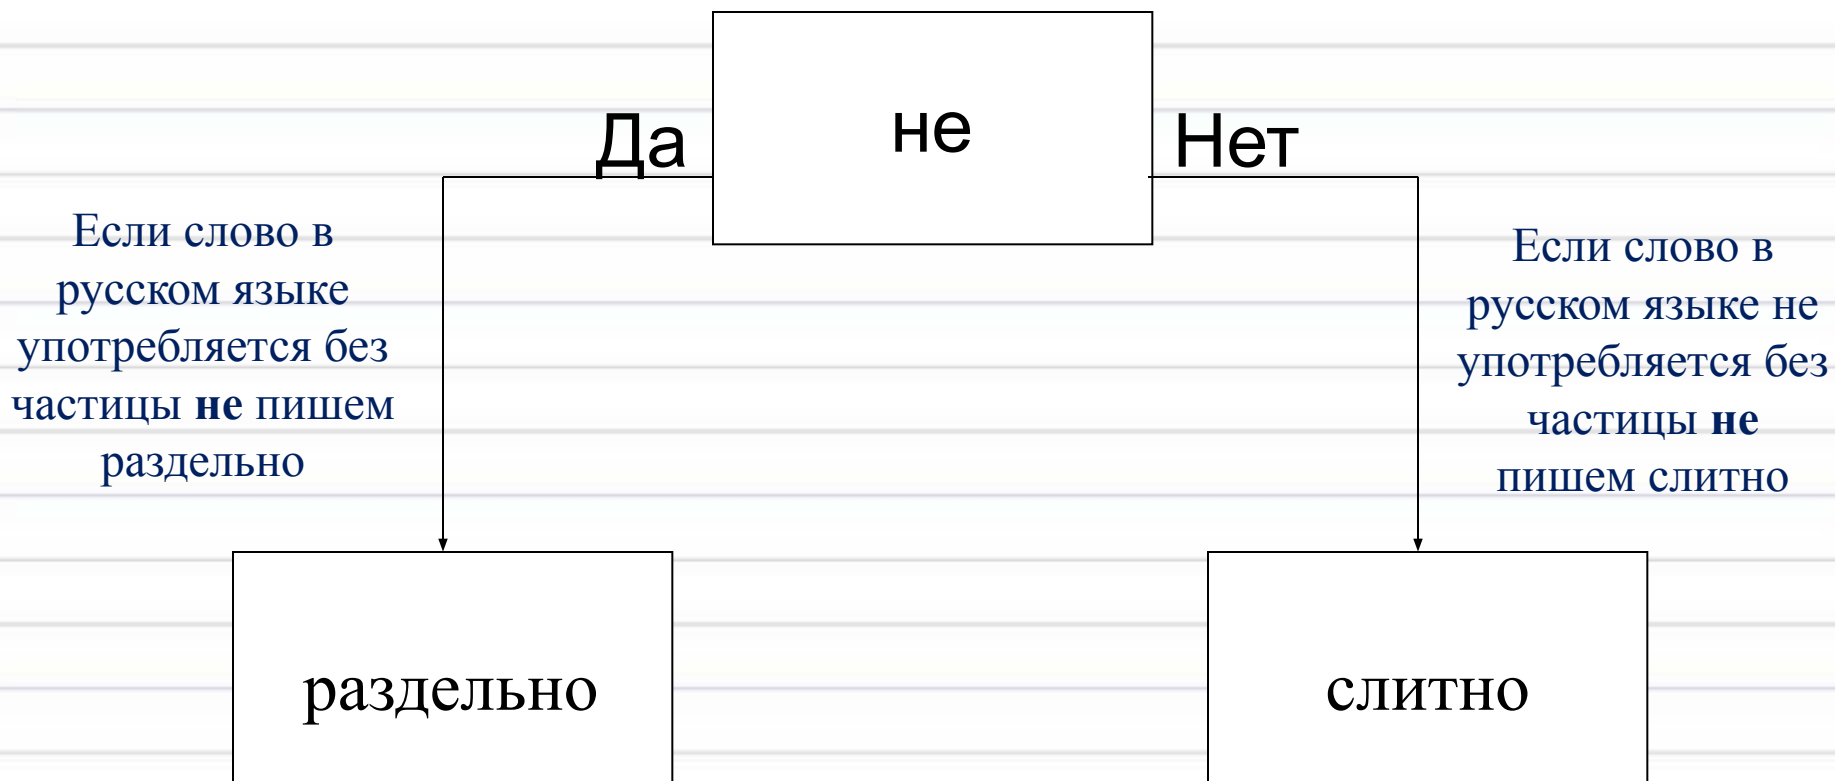 не
Да
Нет
Если слово в
русском языке
употребляется без
частицы не пишем
раздельно
Если слово в
русском языке не
употребляется без
частицы не
пишем слитно
раздельно
слитно